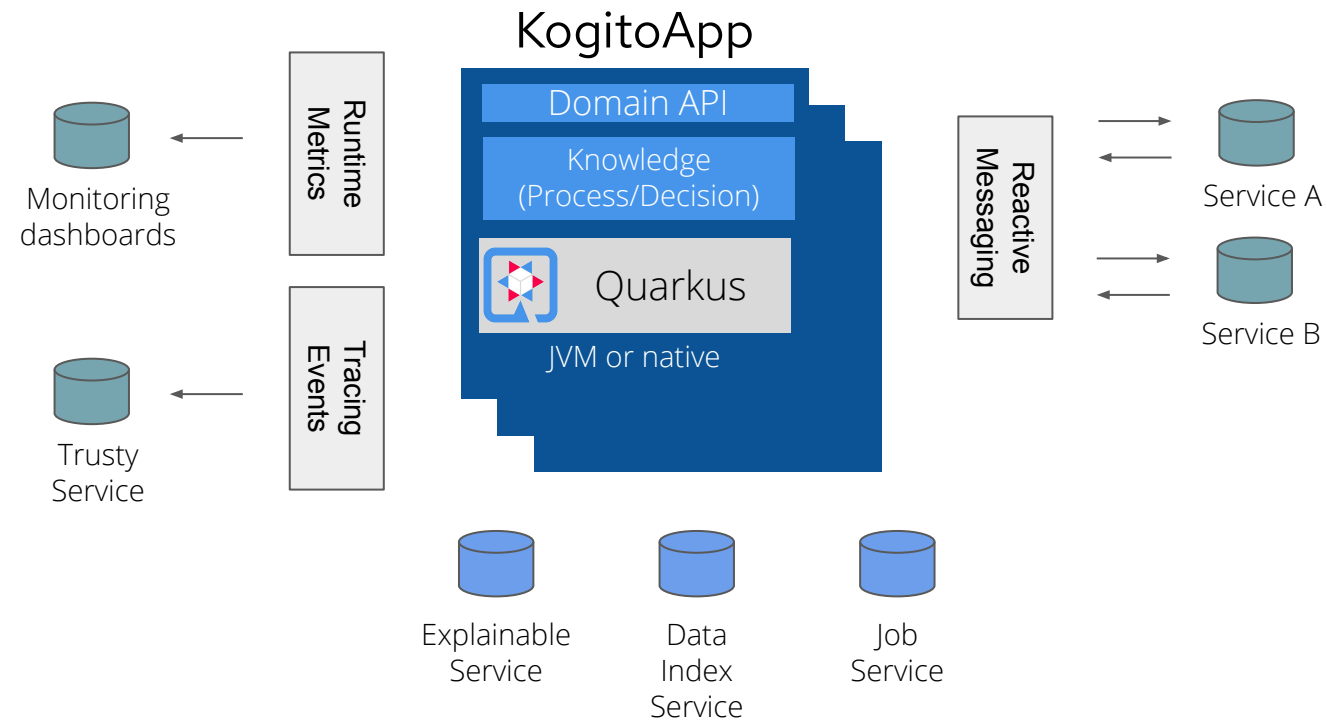 KogitoApp
Runtime
Metrics
Monitoring
dashboards
Tracing
Events
Trusty
Service
Domain API
Knowledge
(Process/Decision)
Quarkus
JVM or native
Reactive
Messaging
Service A
Service B
Explainable
Service
Data
Index
Service
Job
Service